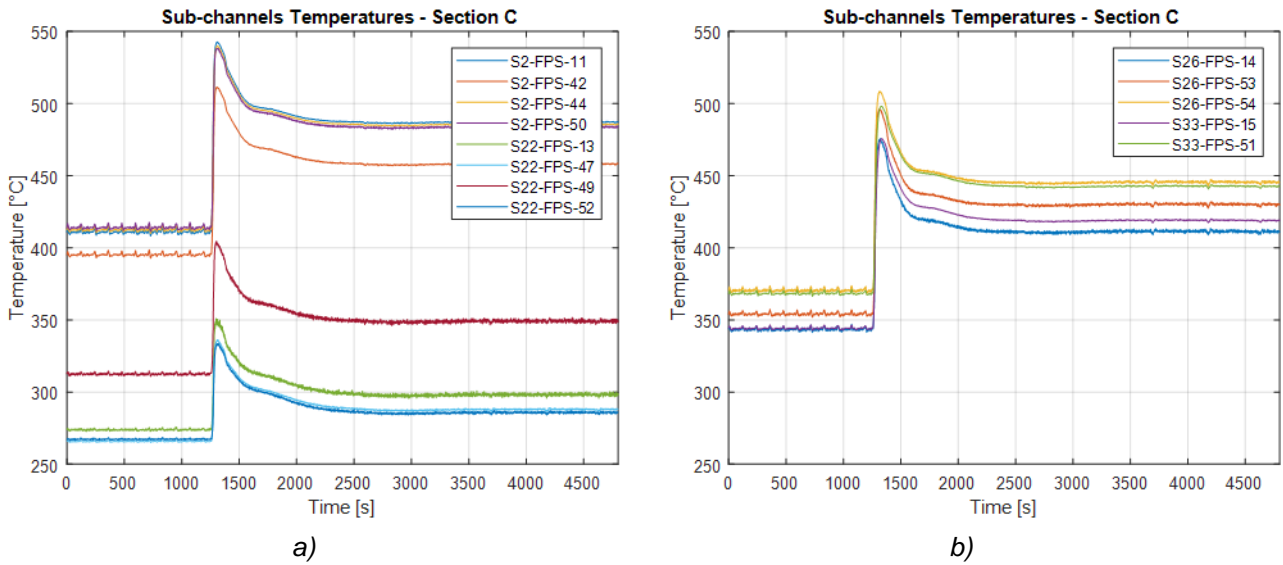 Sub-channels Temperatures - Section C
550
500
450
400
350
300
250
Temperature [°C]
0 500 1000 1500 2000 2500 3000 3500 4000 4500
Time [s]
S2-FPS-11
S2-FPS-42
S2-FPS-44
S2-FPS-50
S22-FPS-13
S22-FPS-47
S22-FPS-49
S22-FPS-52
a)
Sub-channels Temperatures - Section C
550
500
450
400
350
300
250
Temperature [°C]
0 500 1000 1500 2000 2500 3000 3500 4000 4500
Time [s]
S26-FPS-14
S26-FPS-53
S26-FPS-54
S33-FPS-15
S33-FPS-51
b)